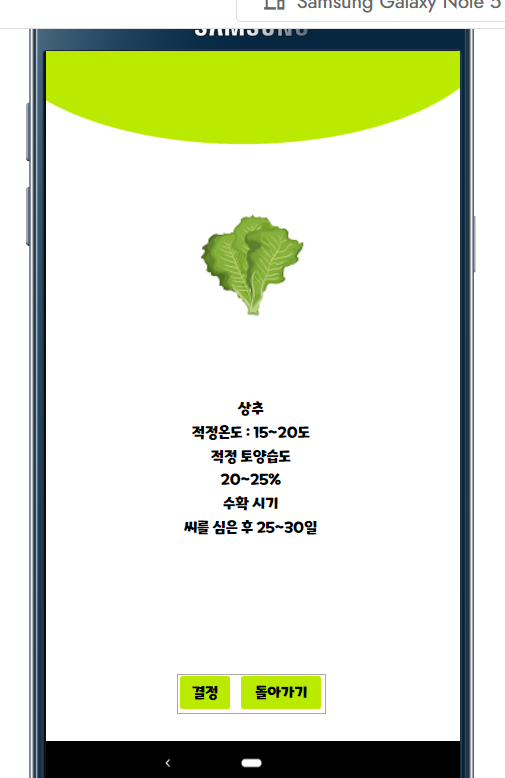 Samsung Galaxy Note 5
SAMSUNG
상추
적정온도 : 15~20도
적정 토양습도
20~25%
수확 시기
씨를 심은 후 25~30일
결정
돌아가기